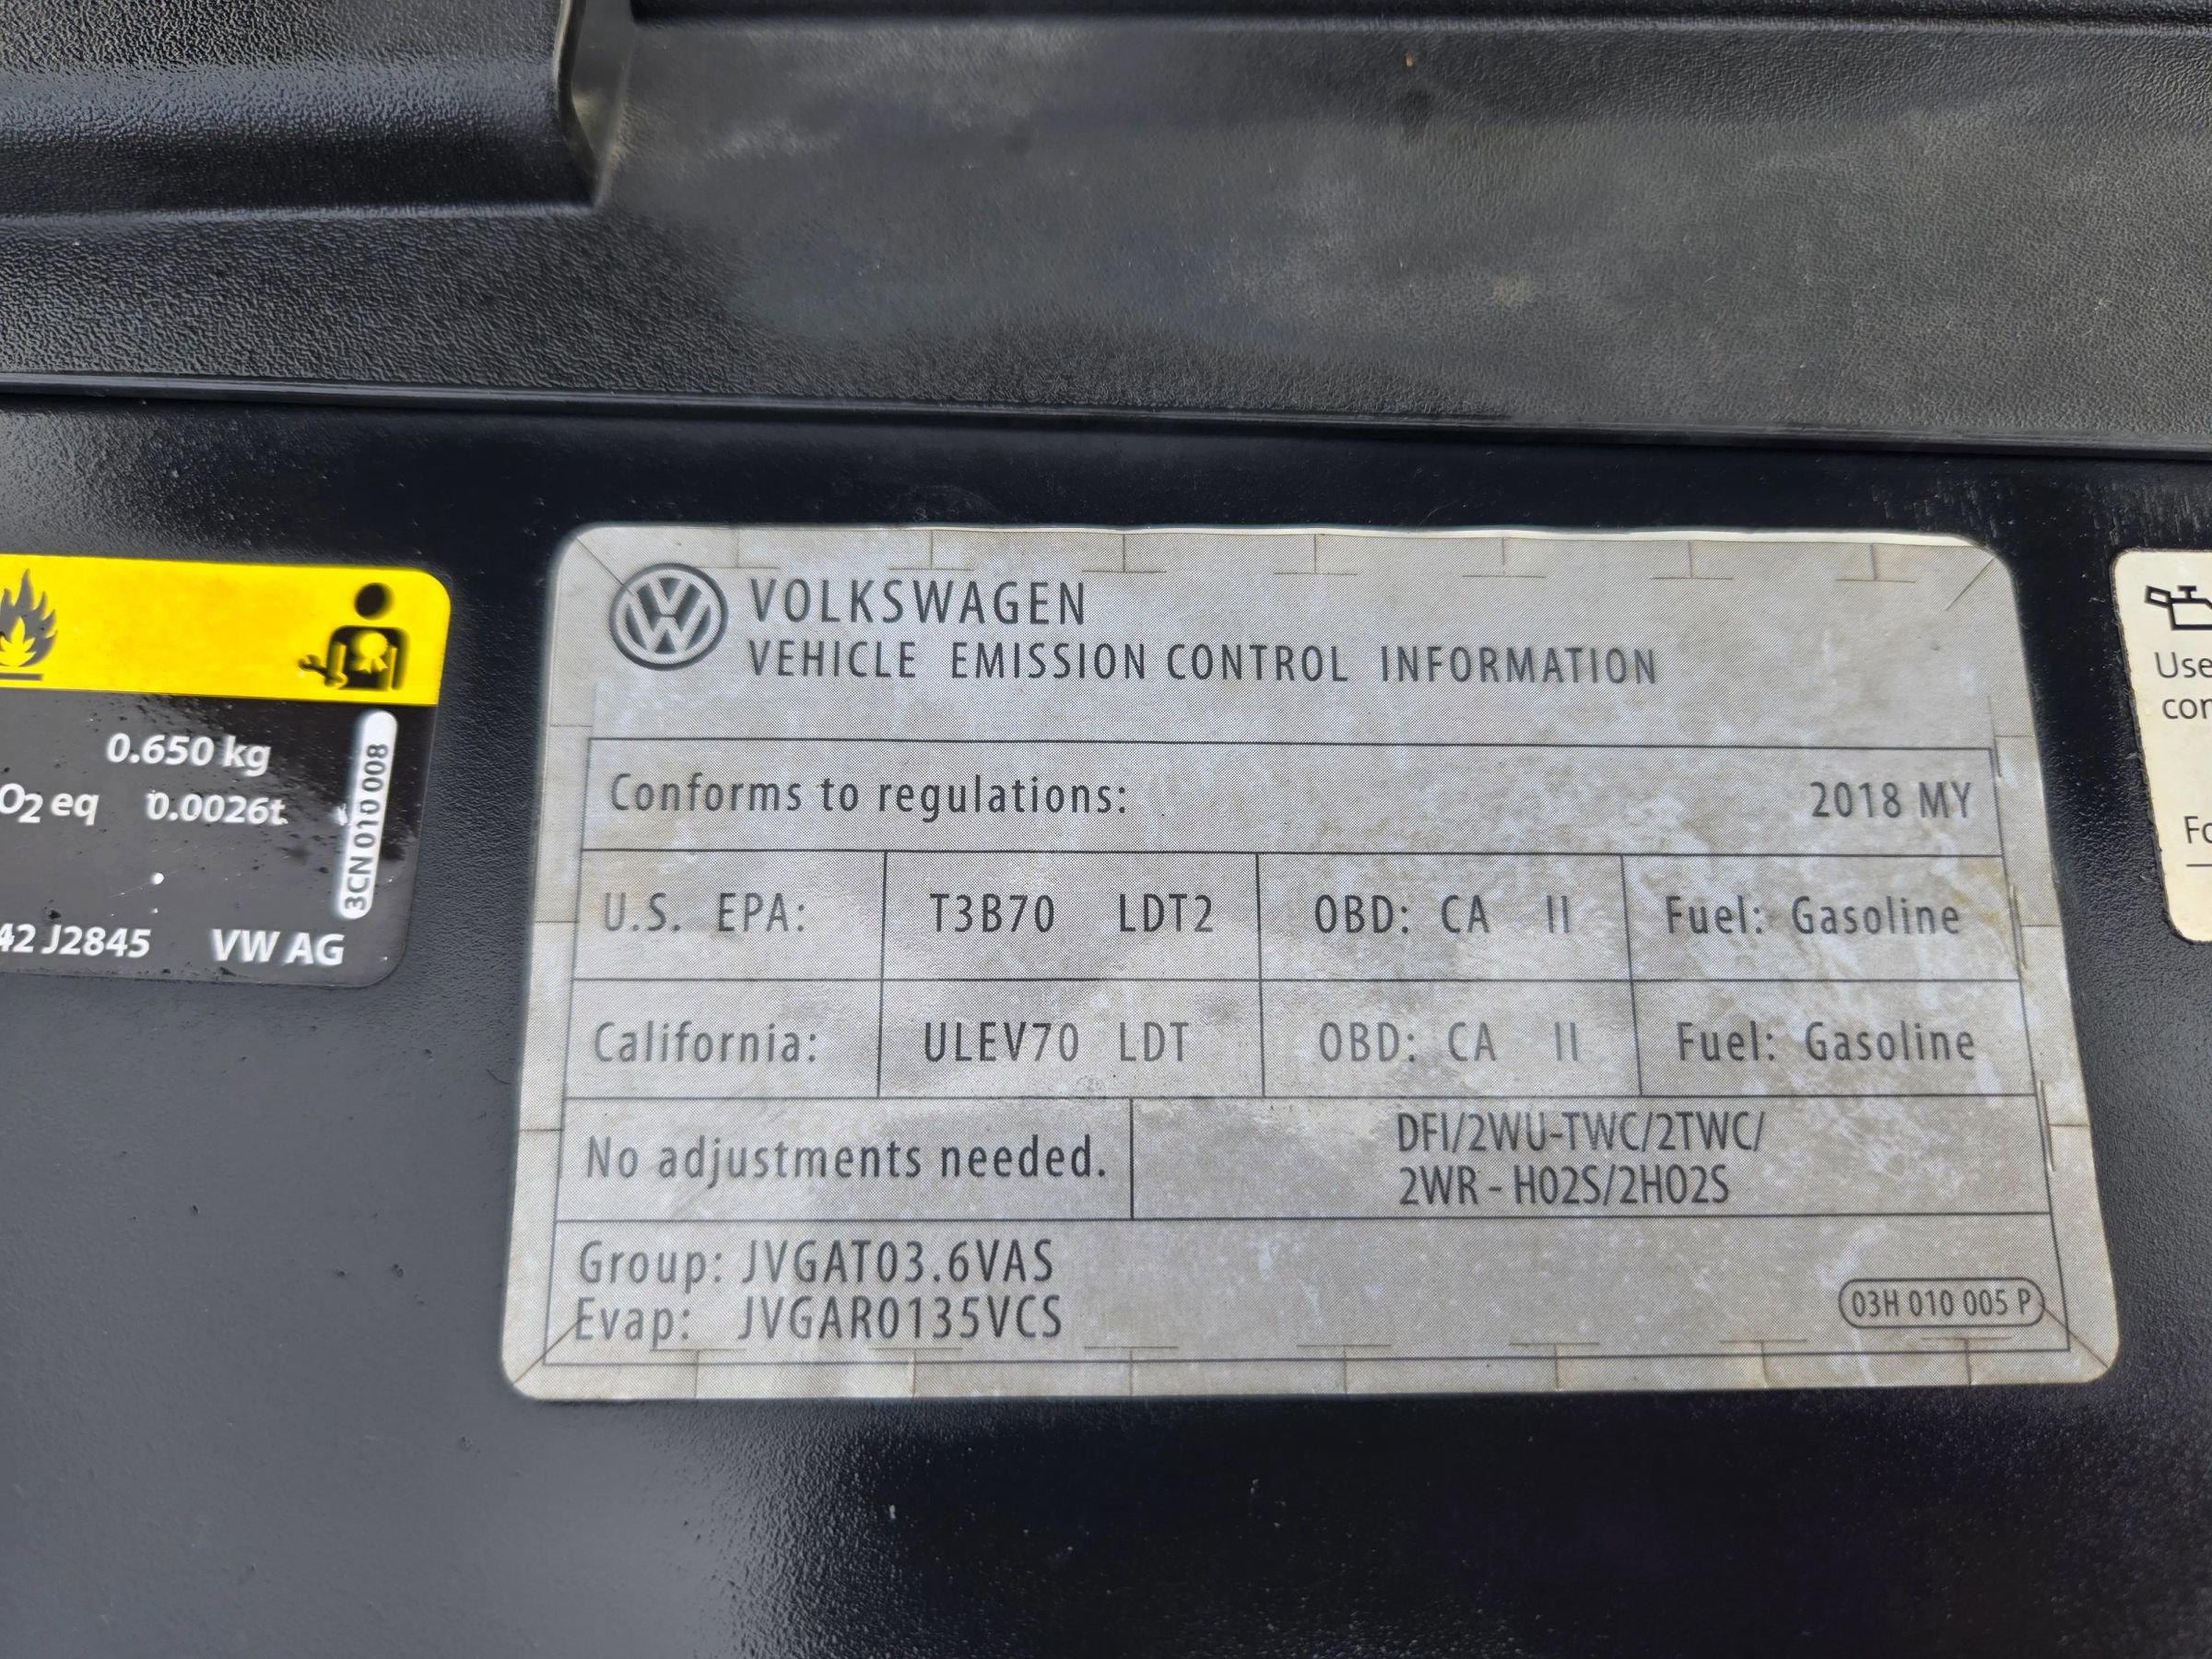 0.650 kg
O2 eq 0.0026t
3CN 010 008
42 J2845 VW AG
VOLKSWAGEN
VEHICLE EMISSION CONTROL INFORMATION
Conforms to regulations: 2018 MY
U.S. EPA: T3B70 LDT2 OBD: CA II Fuel: Gasoline
California: ULEV70 LDT OBD: CA II Fuel: Gasoline
No adjustments needed.
DFI/2WU-TWC/2TWC/
2WR - HO2S/2HO2S
Group: JVGAT03.6VAS
Evap: JVGAR0135VCS
03H 010 005 P
Use